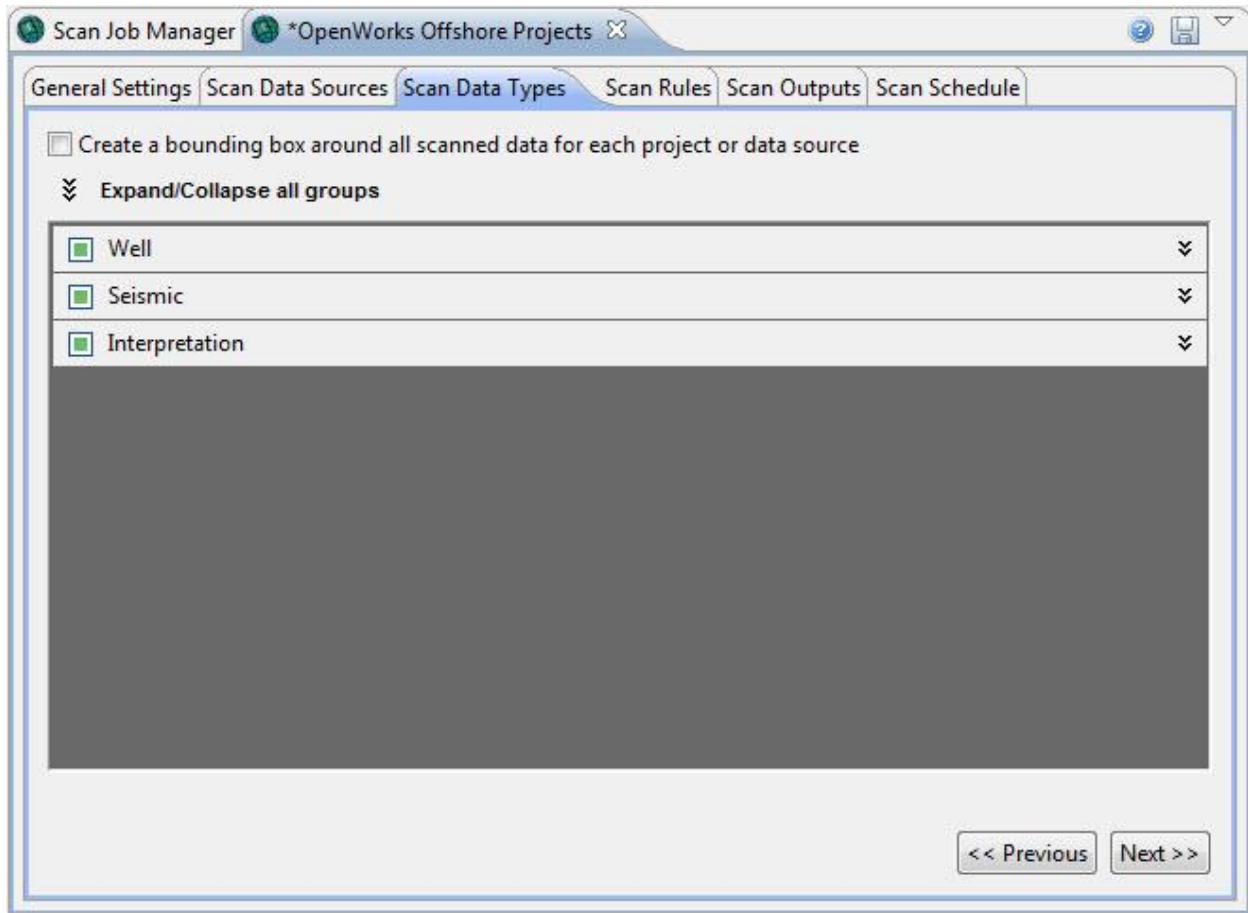 Scan Job Manager *OpenWorks Offshore Projects
General Settings Scan Data Sources Scan Data Types Scan Rules Scan Outputs Scan Schedule
Create a bounding box around all scanned data for each project or data source
Expand/Collapse all groups
Well
Seismic
Interpretation
<< Previous Next >>